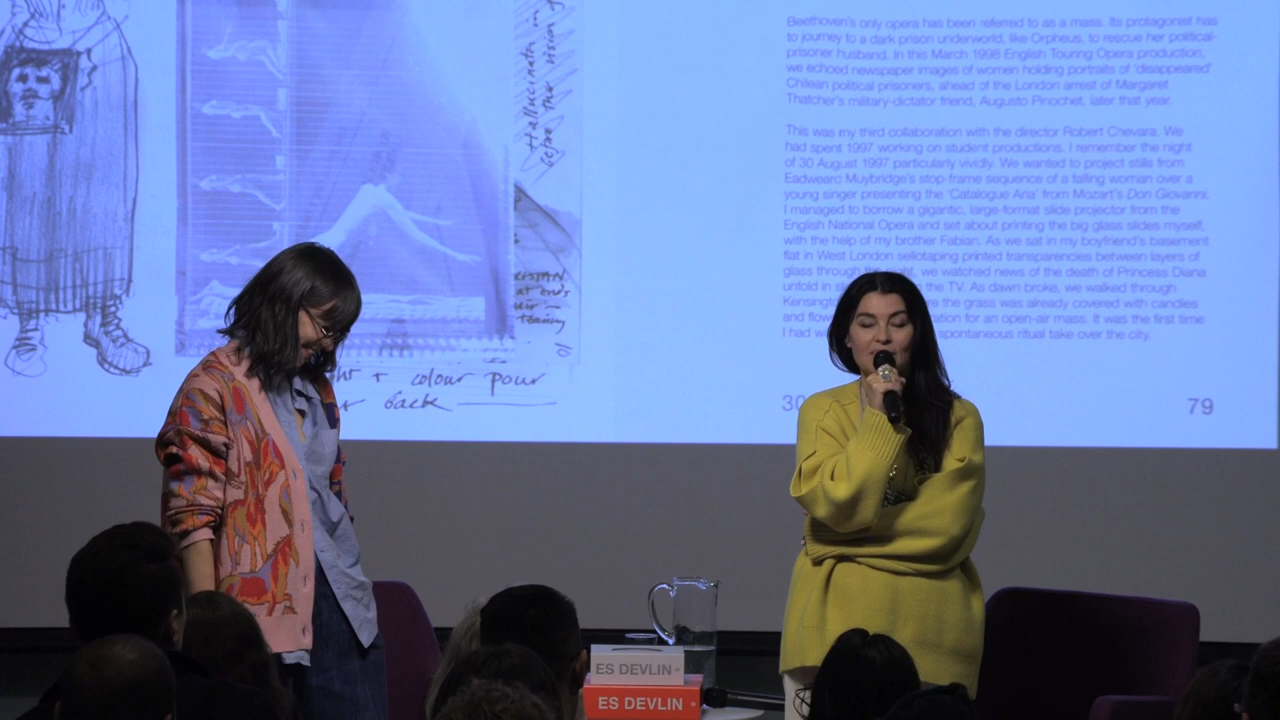 Hallucinatn
before the vision
at ends
tearing
+ colour pour
back
Beethoven's only opera has been referred to as a mass. Its protagonist has
to journey to a dark prison underworld, like Orpheus, to rescue her political-
prisoner husband. In this March 1998 English Touring Opera production,
we echoed newspaper images of women holding portraits of 'disappeared'
Chilean political prisoners, ahead of the London arrest of Margaret
Thatcher's military-dictator friend, Augusto Pinochet, later that year.
This was my third collaboration with the director Robert Chevara. We
had spent 1997 working on student productions. I remember the night
of 30 August 1997 particularly vividly. We wanted to project stills from
Eadweard Muybridge's stop-frame sequence of a falling woman over a
young singer presenting the 'Catalogue Aria' from Mozart's Don Giovanni.
I managed to borrow a gigantic, large-format slide projector from the
English National Opera and set about printing the big glass slides myself,
with the help of my brother Fabian. As we sat in my boyfriend's basement
flat in West London sellotaping printed transparencies between layers of
glass through, we watched news of the death of Princess Diana
unfold in the TV. As dawn broke, we walked through
the grass was already covered with candles
and for an open-air mass. It was the first time
I had spontaneous ritual take over the city.
30
79
ES DEVLIN
ES DEVLIN